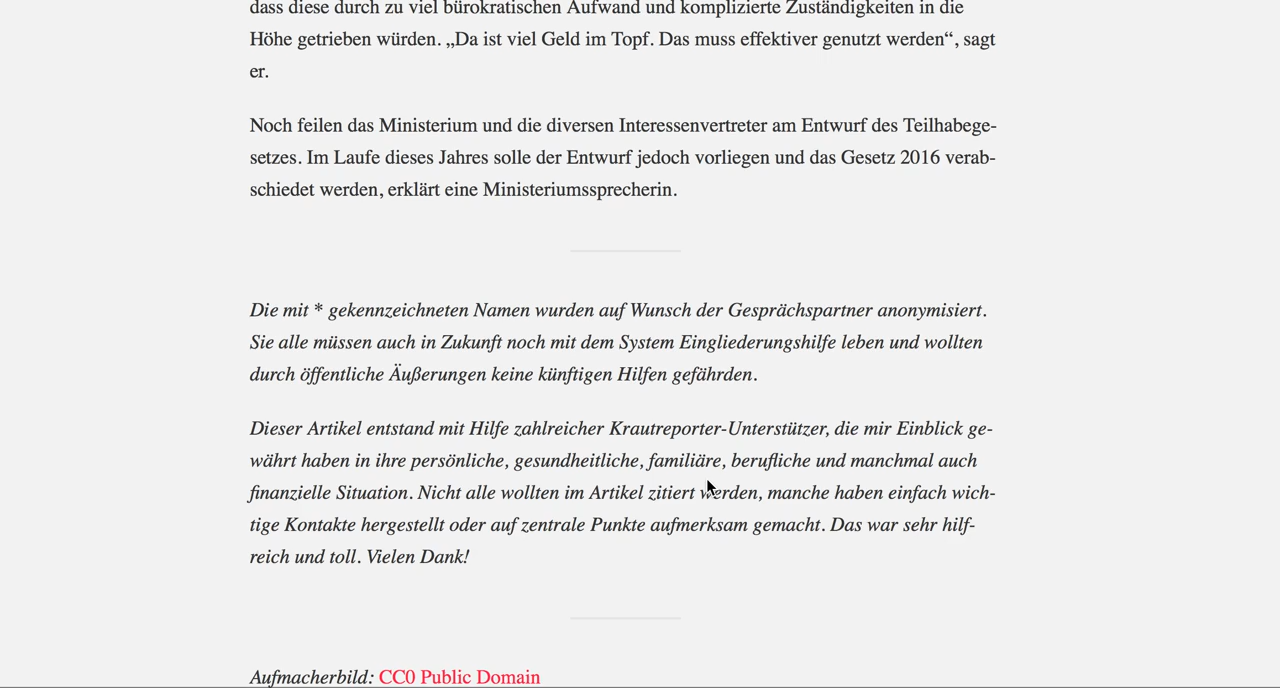 dass diese durch zu viel bürokratischen Aufwand und komplizierte Zuständigkeiten in die
Höhe getrieben würden. „Da ist viel Geld im Topf. Das muss effektiver genutzt werden“, sagt
er.
Noch feilen das Ministerium und die diversen Interessenvertreter am Entwurf des Teilhabege-
setzes. Im Laufe dieses Jahres solle der Entwurf jedoch vorliegen und das Gesetz 2016 verab-
schiedet werden, erklärt eine Ministeriumssprecherin.
Die mit * gekennzeichneten Namen wurden auf Wunsch der Gesprächspartner anonymisiert.
Sie alle müssen auch in Zukunft noch mit dem System Eingliederungshilfe leben und wollten
durch öffentliche Äußerungen keine künftigen Hilfen gefährden.
Dieser Artikel entstand mit Hilfe zahlreicher Krautreporter-Unterstützer, die mir Einblick ge-
währt haben in ihre persönliche, gesundheitliche, familiäre, berufliche und manchmal auch
finanzielle Situation. Nicht alle wollten im Artikel zitiert werden, manche haben einfach wich-
tige Kontakte hergestellt oder auf zentrale Punkte aufmerksam gemacht. Das war sehr hilf-
reich und toll. Vielen Dank!
Aufmacherbild: CC0 Public Domain